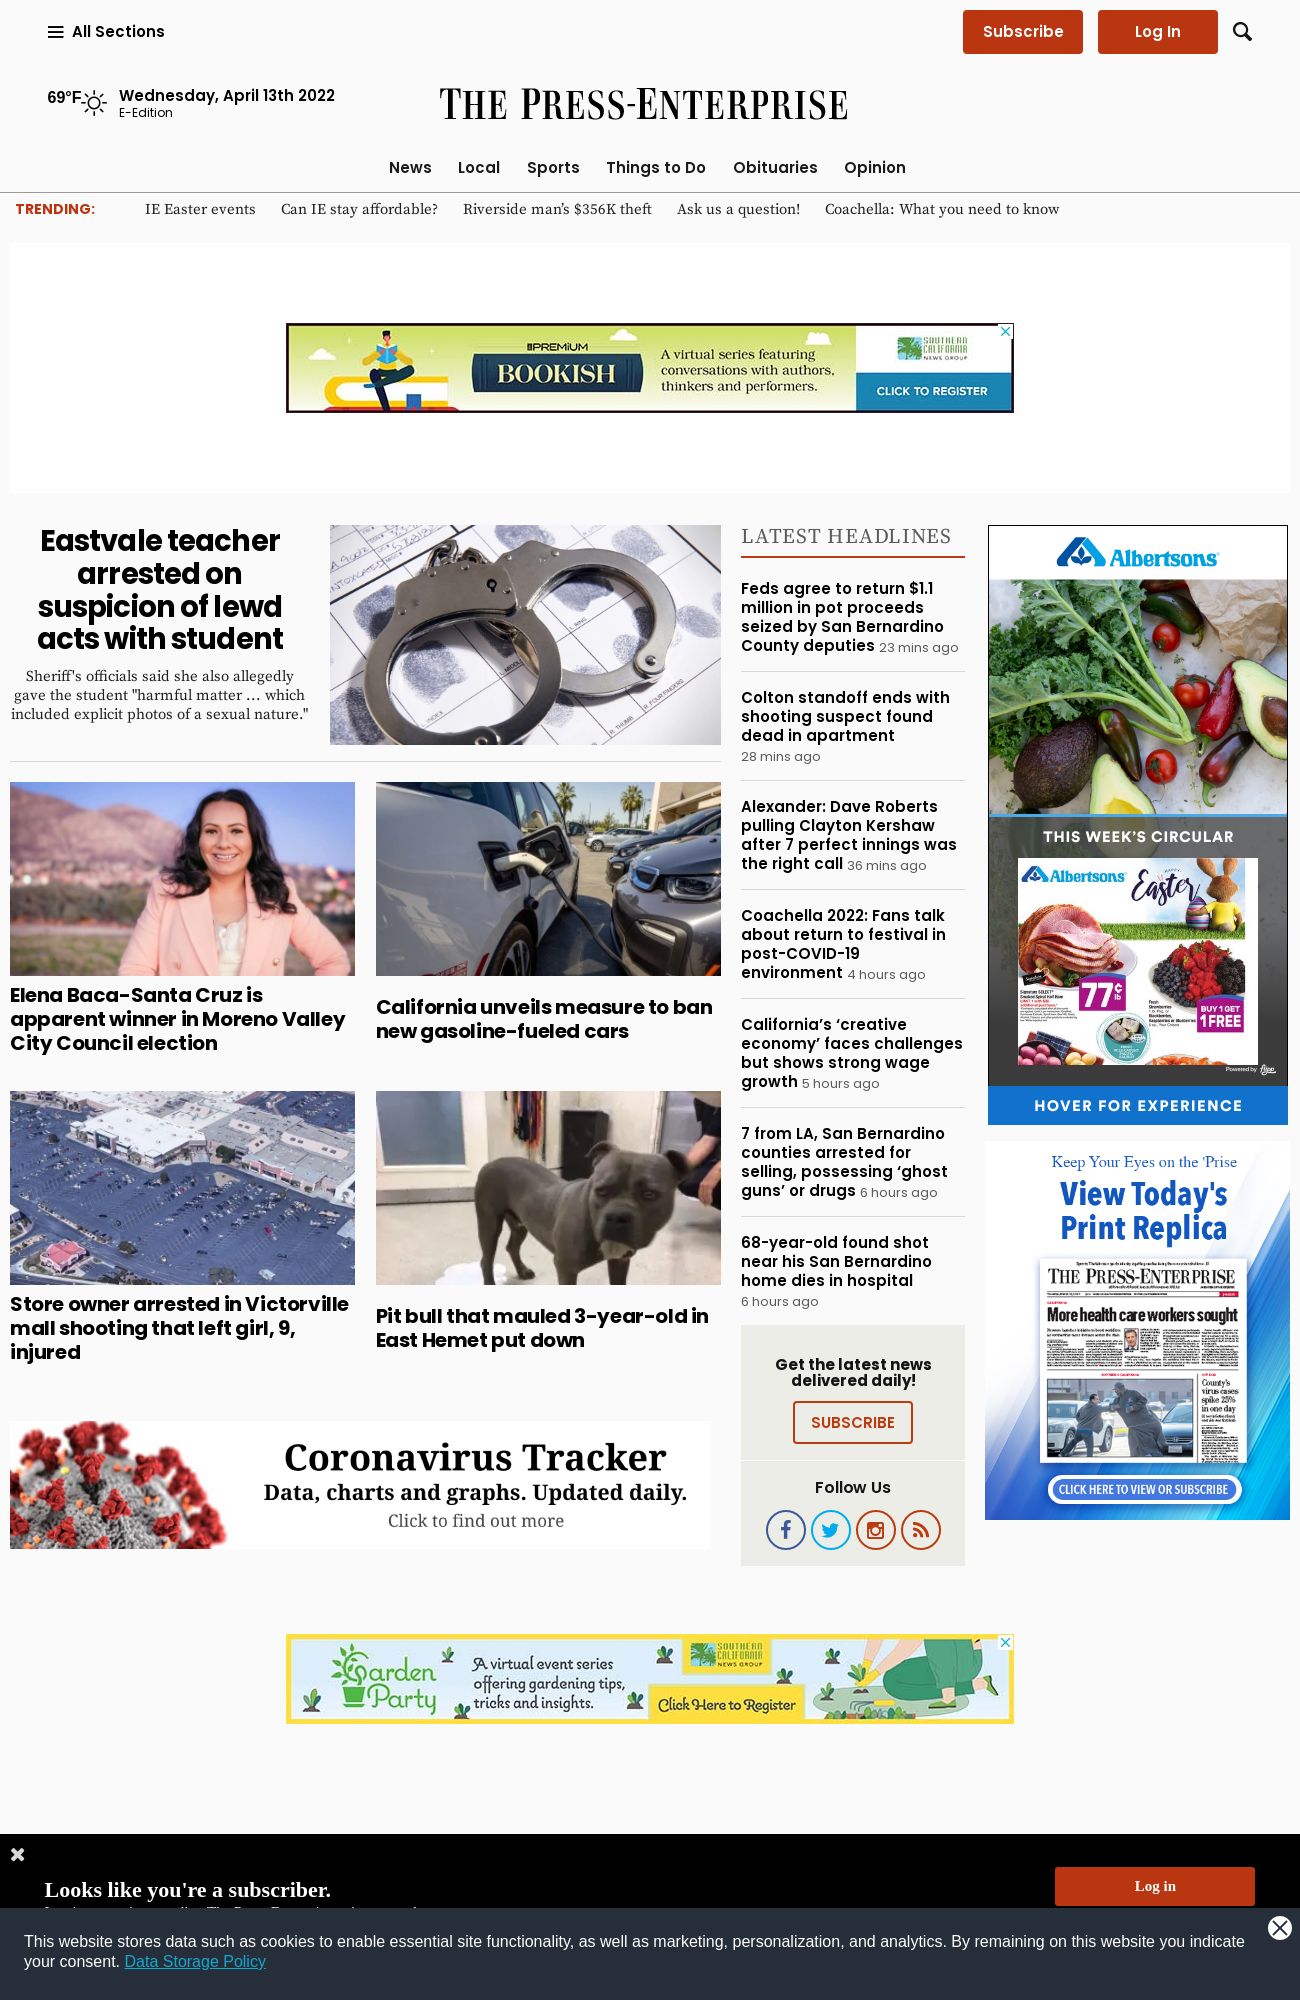 All Sections
Subscribe
Log In
69°F
Wednesday, April 13th 2022
E-Edition
THE PRESS-ENTERPRISE
News Local Sports Things to Do Obituaries Opinion
TRENDING: IE Easter events Can IE stay affordable? Riverside man's $356K theft Ask us a question! Coachella: What you need to know
PREMIUM
BOOKISH
A virtual series featuring
conversations with authors,
thinkers and performers.
SOUTHERN
CALIFORNIA
NEWS GROUP
CLICK TO REGISTER
Eastvale teacher
arrested on
suspicion of lewd
acts with student
Sheriff's officials said she also allegedly
gave the student "harmful matter … which
included explicit photos of a sexual nature."
Elena Baca-Santa Cruz is
apparent winner in Moreno Valley
City Council election
California unveils measure to ban
new gasoline-fueled cars
Store owner arrested in Victorville
mall shooting that left girl, 9,
injured
Pit bull that mauled 3-year-old in
East Hemet put down
Coronavirus Tracker
Data, charts and graphs. Updated daily.
Click to find out more
LATEST HEADLINES
Feds agree to return $1.1
million in pot proceeds
seized by San Bernardino
County deputies 23 mins ago
Colton standoff ends with
shooting suspect found
dead in apartment
28 mins ago
Alexander: Dave Roberts
pulling Clayton Kershaw
after 7 perfect innings was
the right call 36 mins ago
Coachella 2022: Fans talk
about return to festival in
post-COVID-19
environment 4 hours ago
California's 'creative
economy' faces challenges
but shows strong wage
growth 5 hours ago
7 from LA, San Bernardino
counties arrested for
selling, possessing 'ghost
guns' or drugs 6 hours ago
68-year-old found shot
near his San Bernardino
home dies in hospital
6 hours ago
Get the latest news
delivered daily!
SUBSCRIBE
Follow Us
Albertsons
THIS WEEK'S CIRCULAR
Albertsons
HAPPY
Easter
77¢
lb
BUY 1 GET
1 FREE
Powered by flipp
HOVER FOR EXPERIENCE
Keep Your Eyes on the 'Prise
View Today's
Print Replica
THE PRESS-ENTERPRISE
More health care workers sought
County's
virus cases
spike 25%
in one day
CLICK HERE TO VIEW OR SUBSCRIBE
Garden
Party
A virtual event series
offering gardening tips,
tricks and insights.
SOUTHERN
CALIFORNIA
NEWS GROUP
Click Here to Register
Looks like you're a subscriber.
Log in
This website stores data such as cookies to enable essential site functionality, as well as marketing, personalization, and analytics. By remaining on this website you indicate
your consent. Data Storage Policy